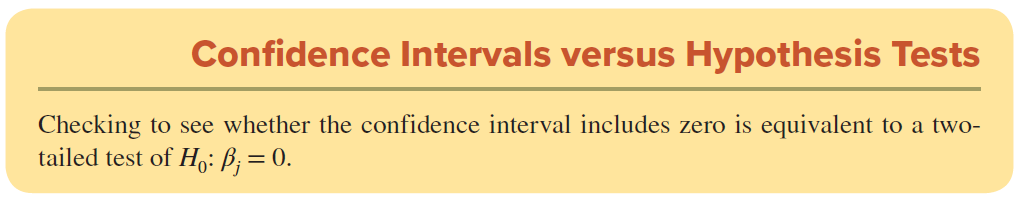 Confidence Intervals versus Hypothesis Tests
Checking to see whether the confidence interval includes zero is equivalent to a two-
tailed test of H₀: βⱼ = 0.